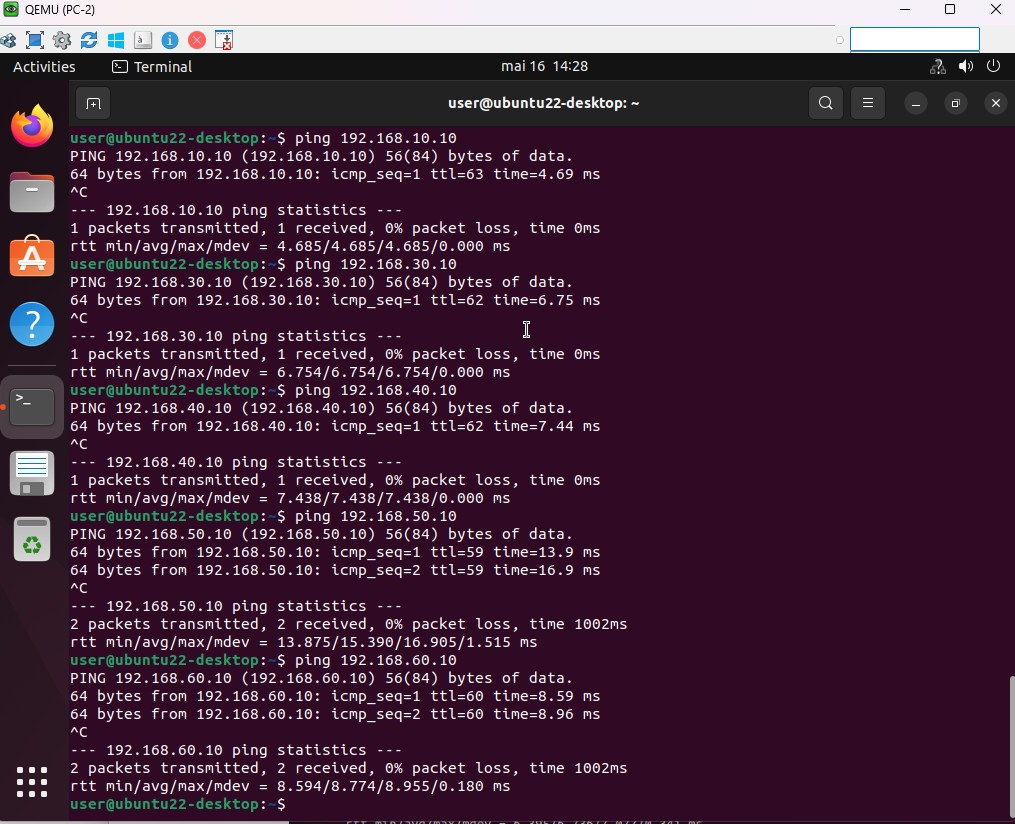 QEMU (PC-2)
Activities
Terminal
mai 16 14:28
user@ubuntu22-desktop: ~
user@ubuntu22-desktop:~$ ping 192.168.10.10
PING 192.168.10.10 (192.168.10.10) 56(84) bytes of data.
64 bytes from 192.168.10.10: icmp_seq=1 ttl=63 time=4.69 ms
^C
--- 192.168.10.10 ping statistics ---
1 packets transmitted, 1 received, 0% packet loss, time 0ms
rtt min/avg/max/mdev = 4.685/4.685/4.685/0.000 ms
user@ubuntu22-desktop:~$ ping 192.168.30.10
PING 192.168.30.10 (192.168.30.10) 56(84) bytes of data.
64 bytes from 192.168.30.10: icmp_seq=1 ttl=62 time=6.75 ms
^C
--- 192.168.30.10 ping statistics ---
1 packets transmitted, 1 received, 0% packet loss, time 0ms
rtt min/avg/max/mdev = 6.754/6.754/6.754/0.000 ms
user@ubuntu22-desktop:~$ ping 192.168.40.10
PING 192.168.40.10 (192.168.40.10) 56(84) bytes of data.
64 bytes from 192.168.40.10: icmp_seq=1 ttl=62 time=7.44 ms
^C
--- 192.168.40.10 ping statistics ---
1 packets transmitted, 1 received, 0% packet loss, time 0ms
rtt min/avg/max/mdev = 7.438/7.438/7.438/0.000 ms
user@ubuntu22-desktop:~$ ping 192.168.50.10
PING 192.168.50.10 (192.168.50.10) 56(84) bytes of data.
64 bytes from 192.168.50.10: icmp_seq=1 ttl=59 time=13.9 ms
64 bytes from 192.168.50.10: icmp_seq=2 ttl=59 time=16.9 ms
^C
--- 192.168.50.10 ping statistics ---
2 packets transmitted, 2 received, 0% packet loss, time 1002ms
rtt min/avg/max/mdev = 13.875/15.390/16.905/1.515 ms
user@ubuntu22-desktop:~$ ping 192.168.60.10
PING 192.168.60.10 (192.168.60.10) 56(84) bytes of data.
64 bytes from 192.168.60.10: icmp_seq=1 ttl=60 time=8.59 ms
64 bytes from 192.168.60.10: icmp_seq=2 ttl=60 time=8.96 ms
^C
--- 192.168.60.10 ping statistics ---
2 packets transmitted, 2 received, 0% packet loss, time 1002ms
rtt min/avg/max/mdev = 8.594/8.774/8.955/0.180 ms
user@ubuntu22-desktop:~$